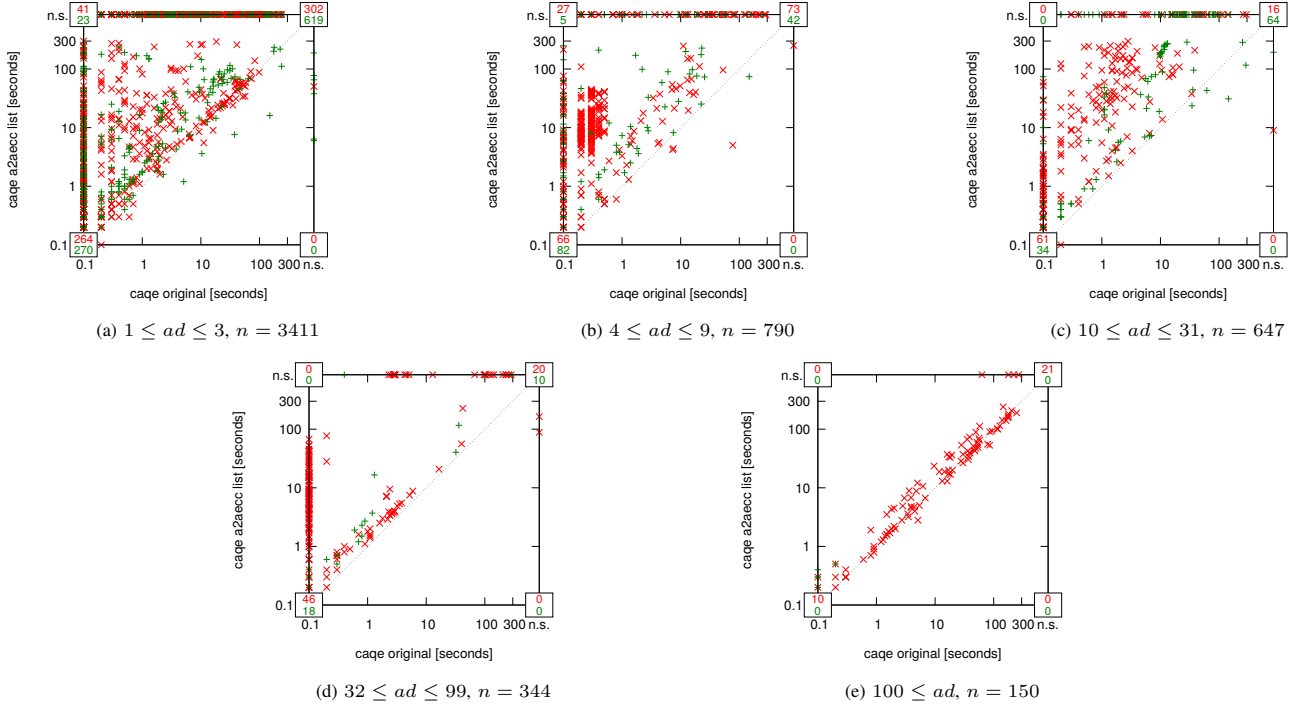 n.s.
300
100
10
1
0.1
41
23
302
619
264
270
0
0
0.1 1 10 100 300 n.s.
caqe a2aecc list [seconds]
caqe original [seconds]
(a) 1 ≤ ad ≤ 3, n = 3411
n.s.
300
100
10
1
0.1
27
5
73
42
66
82
0
0
0.1 1 10 100 300 n.s.
caqe a2aecc list [seconds]
caqe original [seconds]
(b) 4 ≤ ad ≤ 9, n = 790
n.s.
300
100
10
1
0.1
0
0
16
64
61
34
0
0
0.1 1 10 100 300 n.s.
caqe a2aecc list [seconds]
caqe original [seconds]
(c) 10 ≤ ad ≤ 31, n = 647
n.s.
300
100
10
1
0.1
0
0
20
10
46
18
0
0
0.1 1 10 100 300 n.s.
caqe a2aecc list [seconds]
caqe original [seconds]
(d) 32 ≤ ad ≤ 99, n = 344
n.s.
300
100
10
1
0.1
0
0
21
0
10
0
0
0
0.1 1 10 100 300 n.s.
caqe a2aecc list [seconds]
caqe original [seconds]
(e) 100 ≤ ad, n = 150